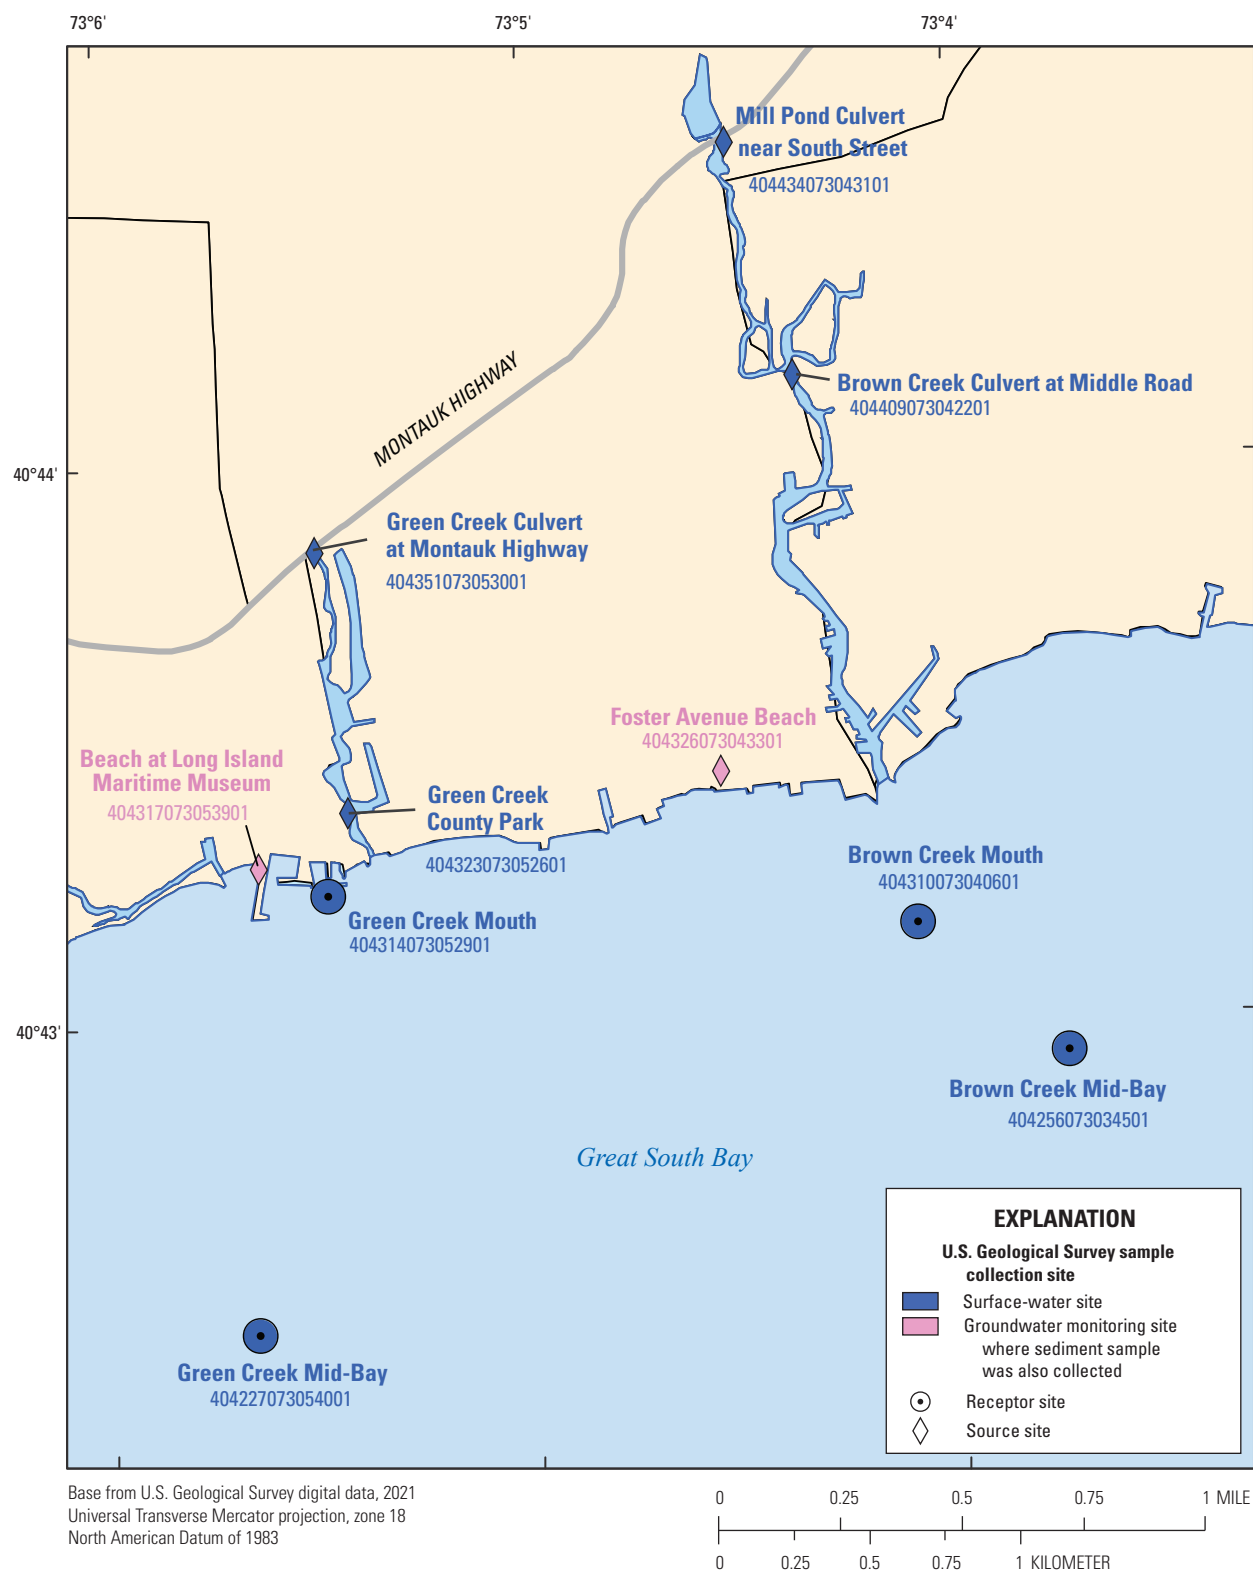 73°6'
73°5'
73°4'
Mill Pond Culvert
near South Street
404434073043101
MONTAUK HIGHWAY
Brown Creek Culvert at Middle Road
404409073042201
40°44'
Green Creek Culvert
at Montauk Highway
404351073053001
Foster Avenue Beach
404326073043301
Beach at Long Island
Maritime Museum
404317073053901
Green Creek
County Park
404323073052601
Brown Creek Mouth
404310073040601
Green Creek Mouth
404314073052901
40°43'
Brown Creek Mid-Bay
404256073034501
Great South Bay
Green Creek Mid-Bay
404227073054001
EXPLANATION
U.S. Geological Survey sample
collection site
Surface-water site
Groundwater monitoring site
where sediment sample
was also collected
Receptor site
Source site
Base from U.S. Geological Survey digital data, 2021
Universal Transverse Mercator projection, zone 18
North American Datum of 1983
0 0.25 0.5 0.75 1 MILE
0 0.25 0.5 0.75 1 KILOMETER